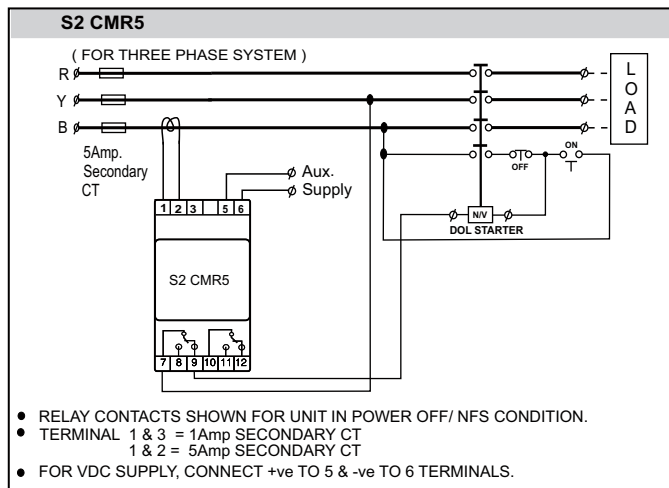 S2 CMR5
( FOR THREE PHASE SYSTEM )
R
Y
B
L
O
A
D
5Amp.
Secondary
CT
Aux.
Supply
OFF
ON
N/V
DOL STARTER
1 2 3 5 6
S2 CMR5
7 8 9 10 11 12
● RELAY CONTACTS SHOWN FOR UNIT IN POWER OFF/ NFS CONDITION.
● TERMINAL 1 & 3 = 1Amp SECONDARY CT
1 & 2 = 5Amp SECONDARY CT
● FOR VDC SUPPLY, CONNECT +ve TO 5 & -ve TO 6 TERMINALS.